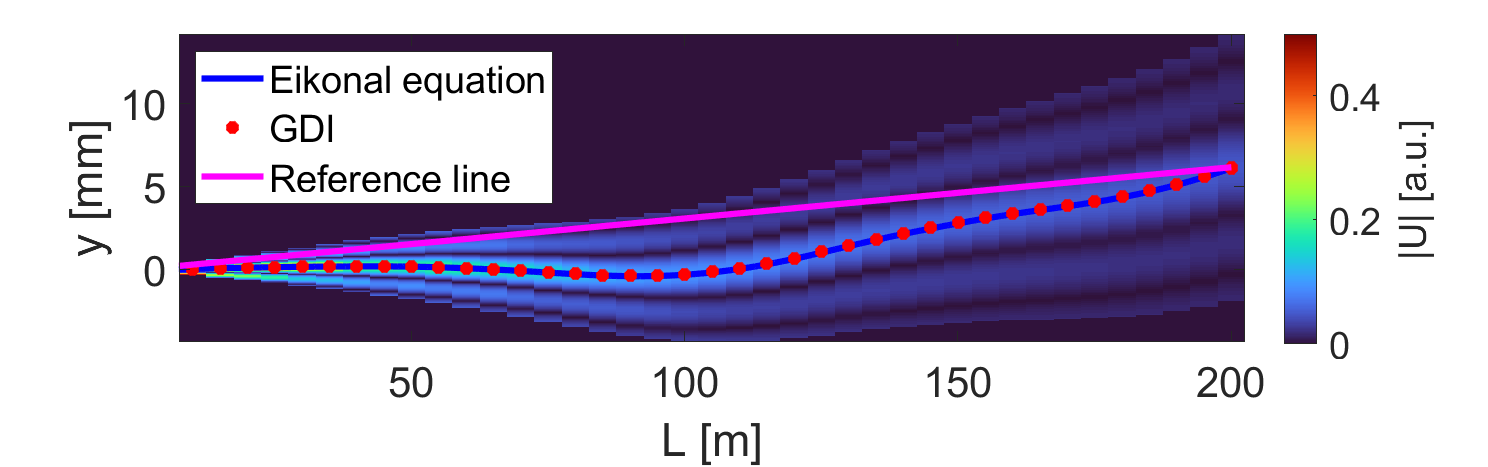 Eikonal equation
GDI
Reference line
10
5
0
y [mm]
50
100
150
200
L [m]
0.4
0.2
0
|U| [a.u.]